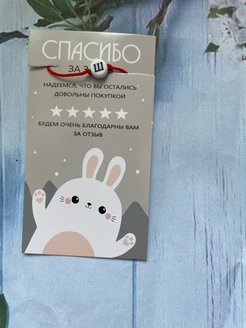 СПАСИБО
ЗА
Ш
НАДЕЕМСЯ, ЧТО ВЫ ОСТАЛИСЬ
ДОВОЛЬНЫ ПОКУПКОЙ
БУДЕМ ОЧЕНЬ БЛАГОДАРНЫ ВАМ
ЗА ОТЗЫВ